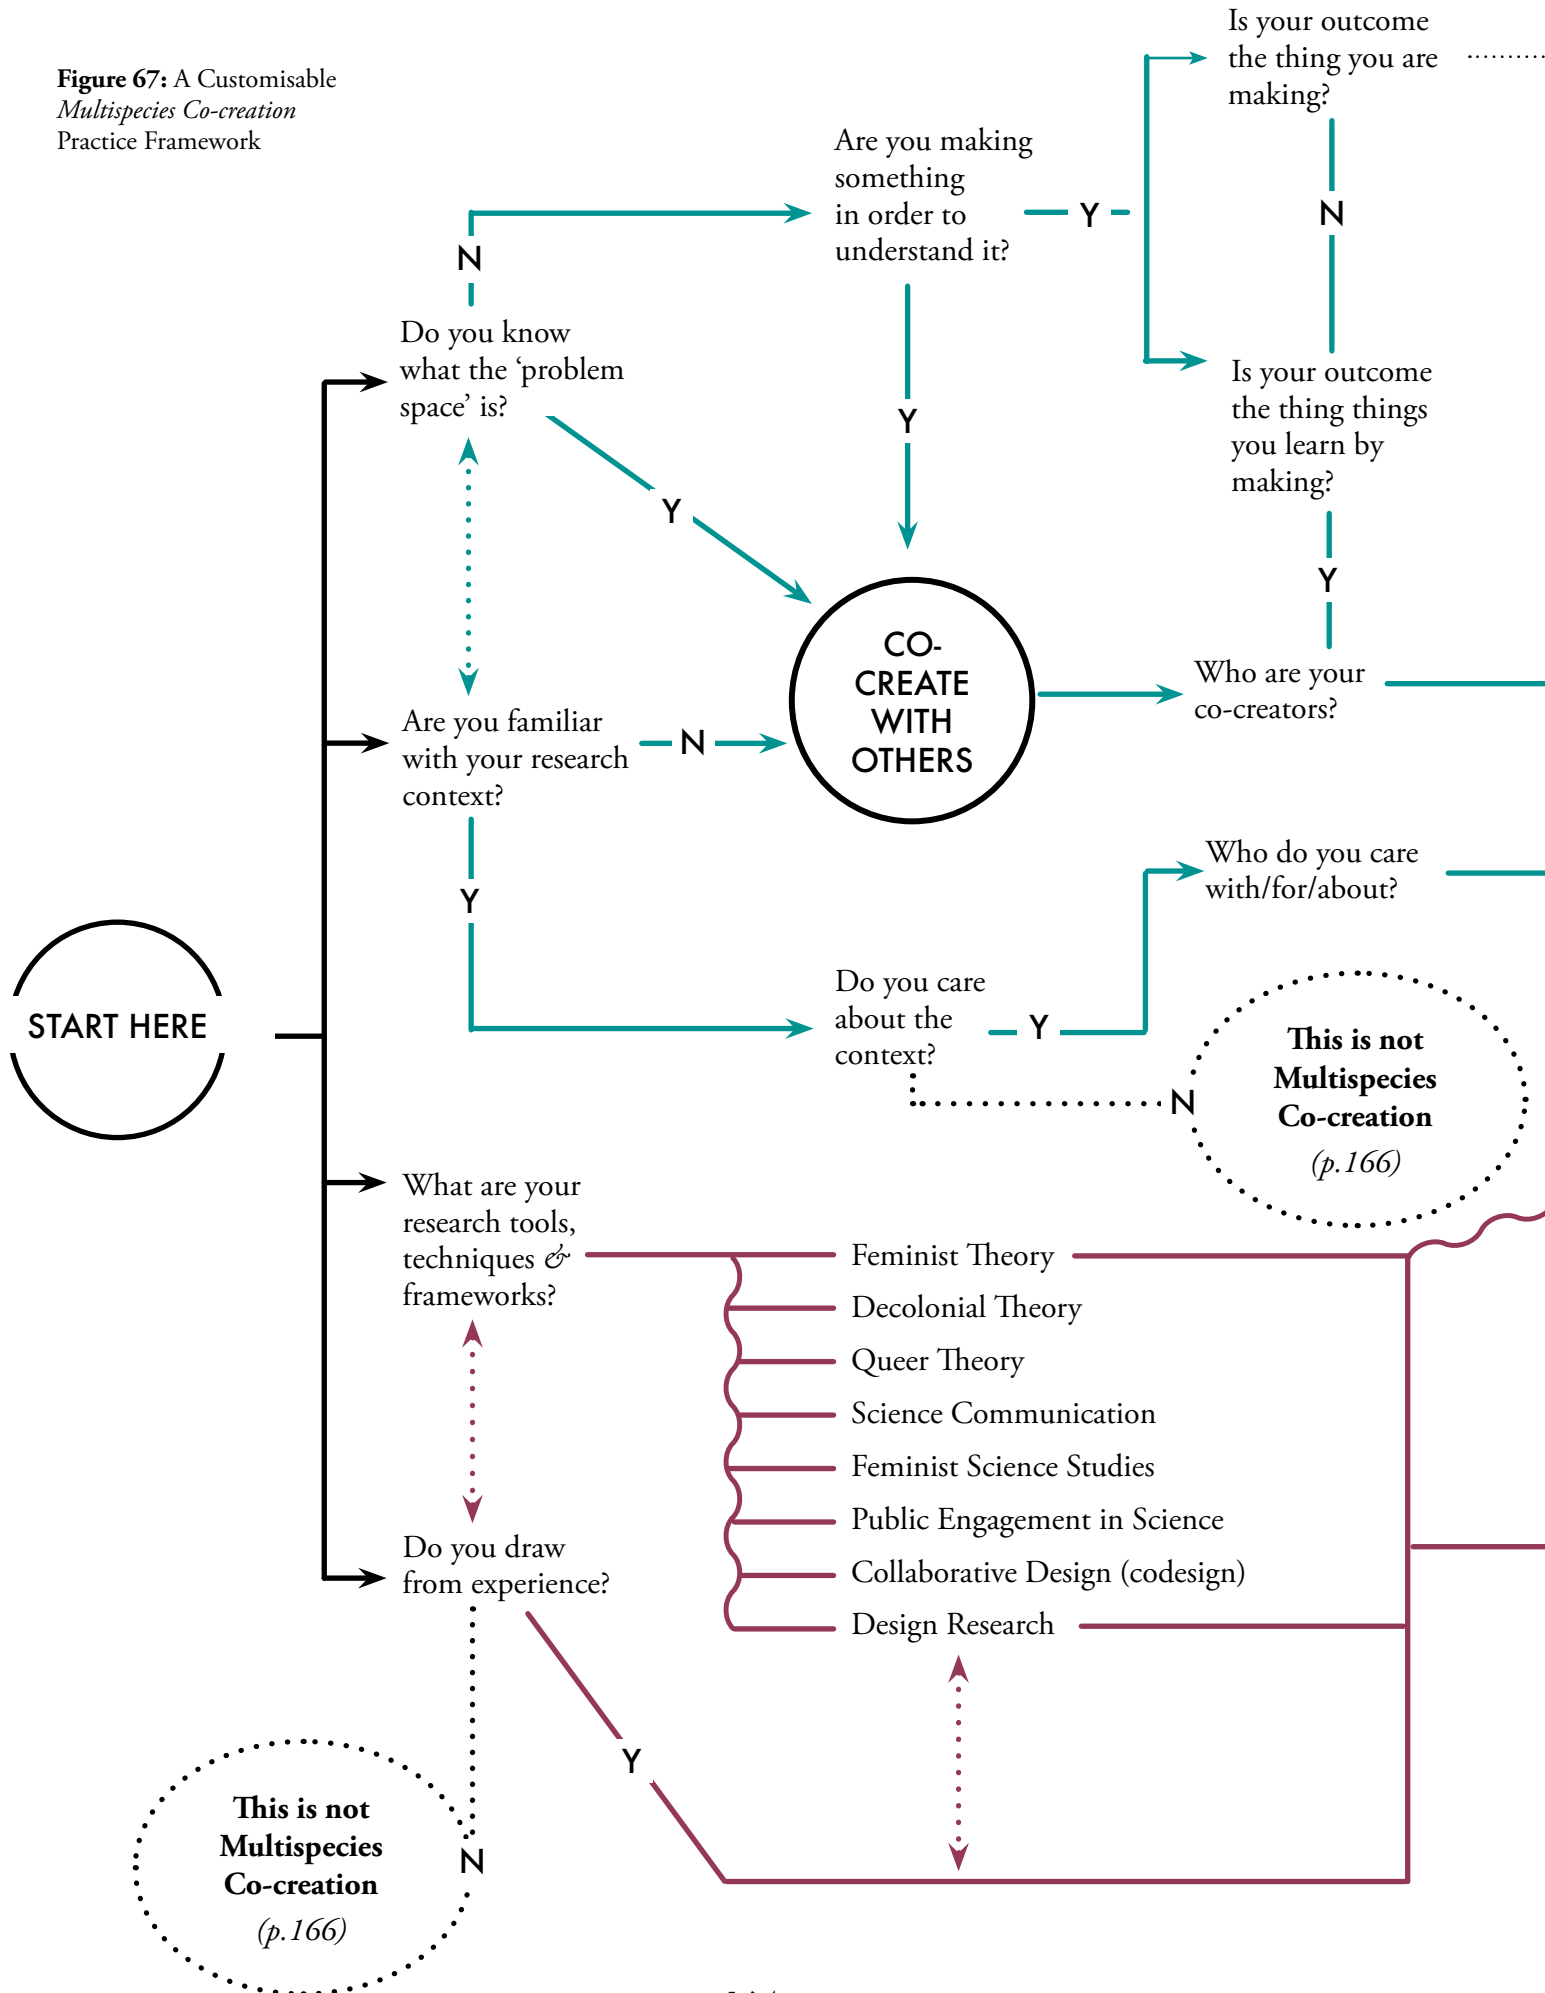 Figure 67: A Customisable
Multispecies Co-creation
Practice Framework
Is your outcome
the thing you are
making?
Are you making
something
in order to
understand it?
Y
N
N
Do you know
what the ‘problem
space’ is?
Is your outcome
the thing things
you learn by
making?
Y
Y
Y
CO-
CREATE
WITH
OTHERS
Who are your
co-creators?
Are you familiar
with your research
context?
N
Y
Who do you care
with/for/about?
START HERE
Do you care
about the
context?
Y
N
This is not
Multispecies
Co-creation
(p.166)
What are your
research tools,
techniques &
frameworks?
Feminist Theory
Decolonial Theory
Queer Theory
Science Communication
Feminist Science Studies
Public Engagement in Science
Collaborative Design (codesign)
Design Research
Do you draw
from experience?
Y
N
This is not
Multispecies
Co-creation
(p.166)